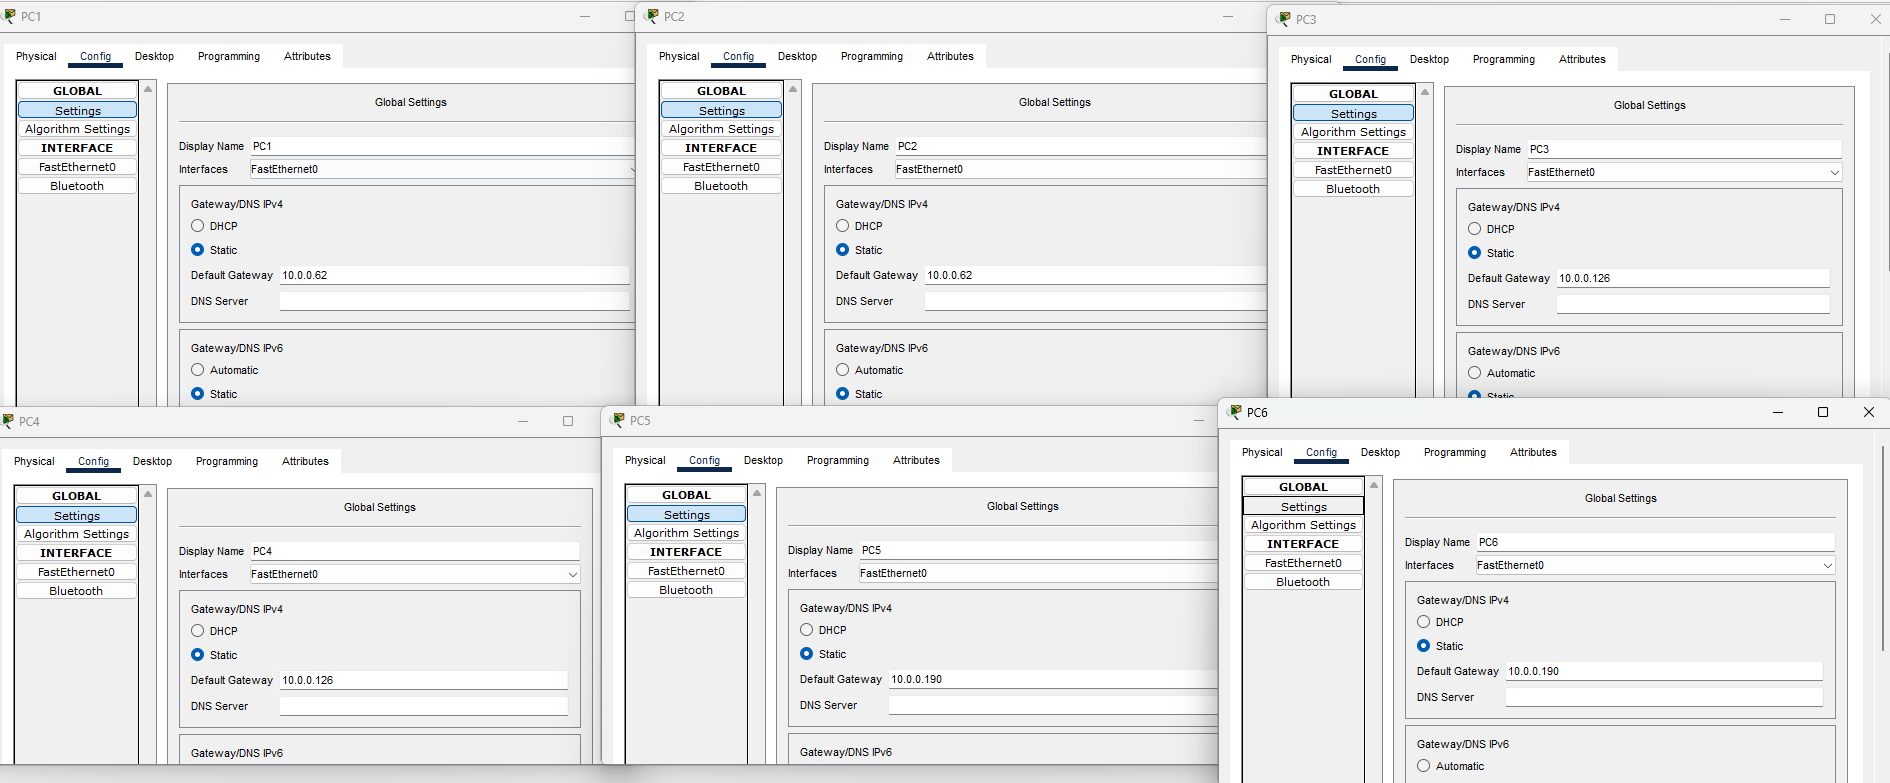 PC1
Physical Config Desktop Programming Attributes
GLOBAL
Settings
Algorithm Settings
INTERFACE
FastEthernet0
Bluetooth
Global Settings
Display Name PC1
Interfaces FastEthernet0
Gateway/DNS IPv4
DHCP
Static
Default Gateway 10.0.0.62
DNS Server
Gateway/DNS IPv6
Automatic
Static
PC2
Physical Config Desktop Programming Attributes
GLOBAL
Settings
Algorithm Settings
INTERFACE
FastEthernet0
Bluetooth
Global Settings
Display Name PC2
Interfaces FastEthernet0
Gateway/DNS IPv4
DHCP
Static
Default Gateway 10.0.0.62
DNS Server
Gateway/DNS IPv6
Automatic
Static
PC3
Physical Config Desktop Programming Attributes
GLOBAL
Settings
Algorithm Settings
INTERFACE
FastEthernet0
Bluetooth
Global Settings
Display Name PC3
Interfaces FastEthernet0
Gateway/DNS IPv4
DHCP
Static
Default Gateway 10.0.0.126
DNS Server
Gateway/DNS IPv6
Automatic
Static
PC4
Physical Config Desktop Programming Attributes
GLOBAL
Settings
Algorithm Settings
INTERFACE
FastEthernet0
Bluetooth
Global Settings
Display Name PC4
Interfaces FastEthernet0
Gateway/DNS IPv4
DHCP
Static
Default Gateway 10.0.0.126
DNS Server
Gateway/DNS IPv6
PC5
Physical Config Desktop Programming Attributes
GLOBAL
Settings
Algorithm Settings
INTERFACE
FastEthernet0
Bluetooth
Global Settings
Display Name PC5
Interfaces FastEthernet0
Gateway/DNS IPv4
DHCP
Static
Default Gateway 10.0.0.190
DNS Server
Gateway/DNS IPv6
PC6
Physical Config Desktop Programming Attributes
GLOBAL
Settings
Algorithm Settings
INTERFACE
FastEthernet0
Bluetooth
Global Settings
Display Name PC6
Interfaces FastEthernet0
Gateway/DNS IPv4
DHCP
Static
Default Gateway 10.0.0.190
DNS Server
Gateway/DNS IPv6
Automatic